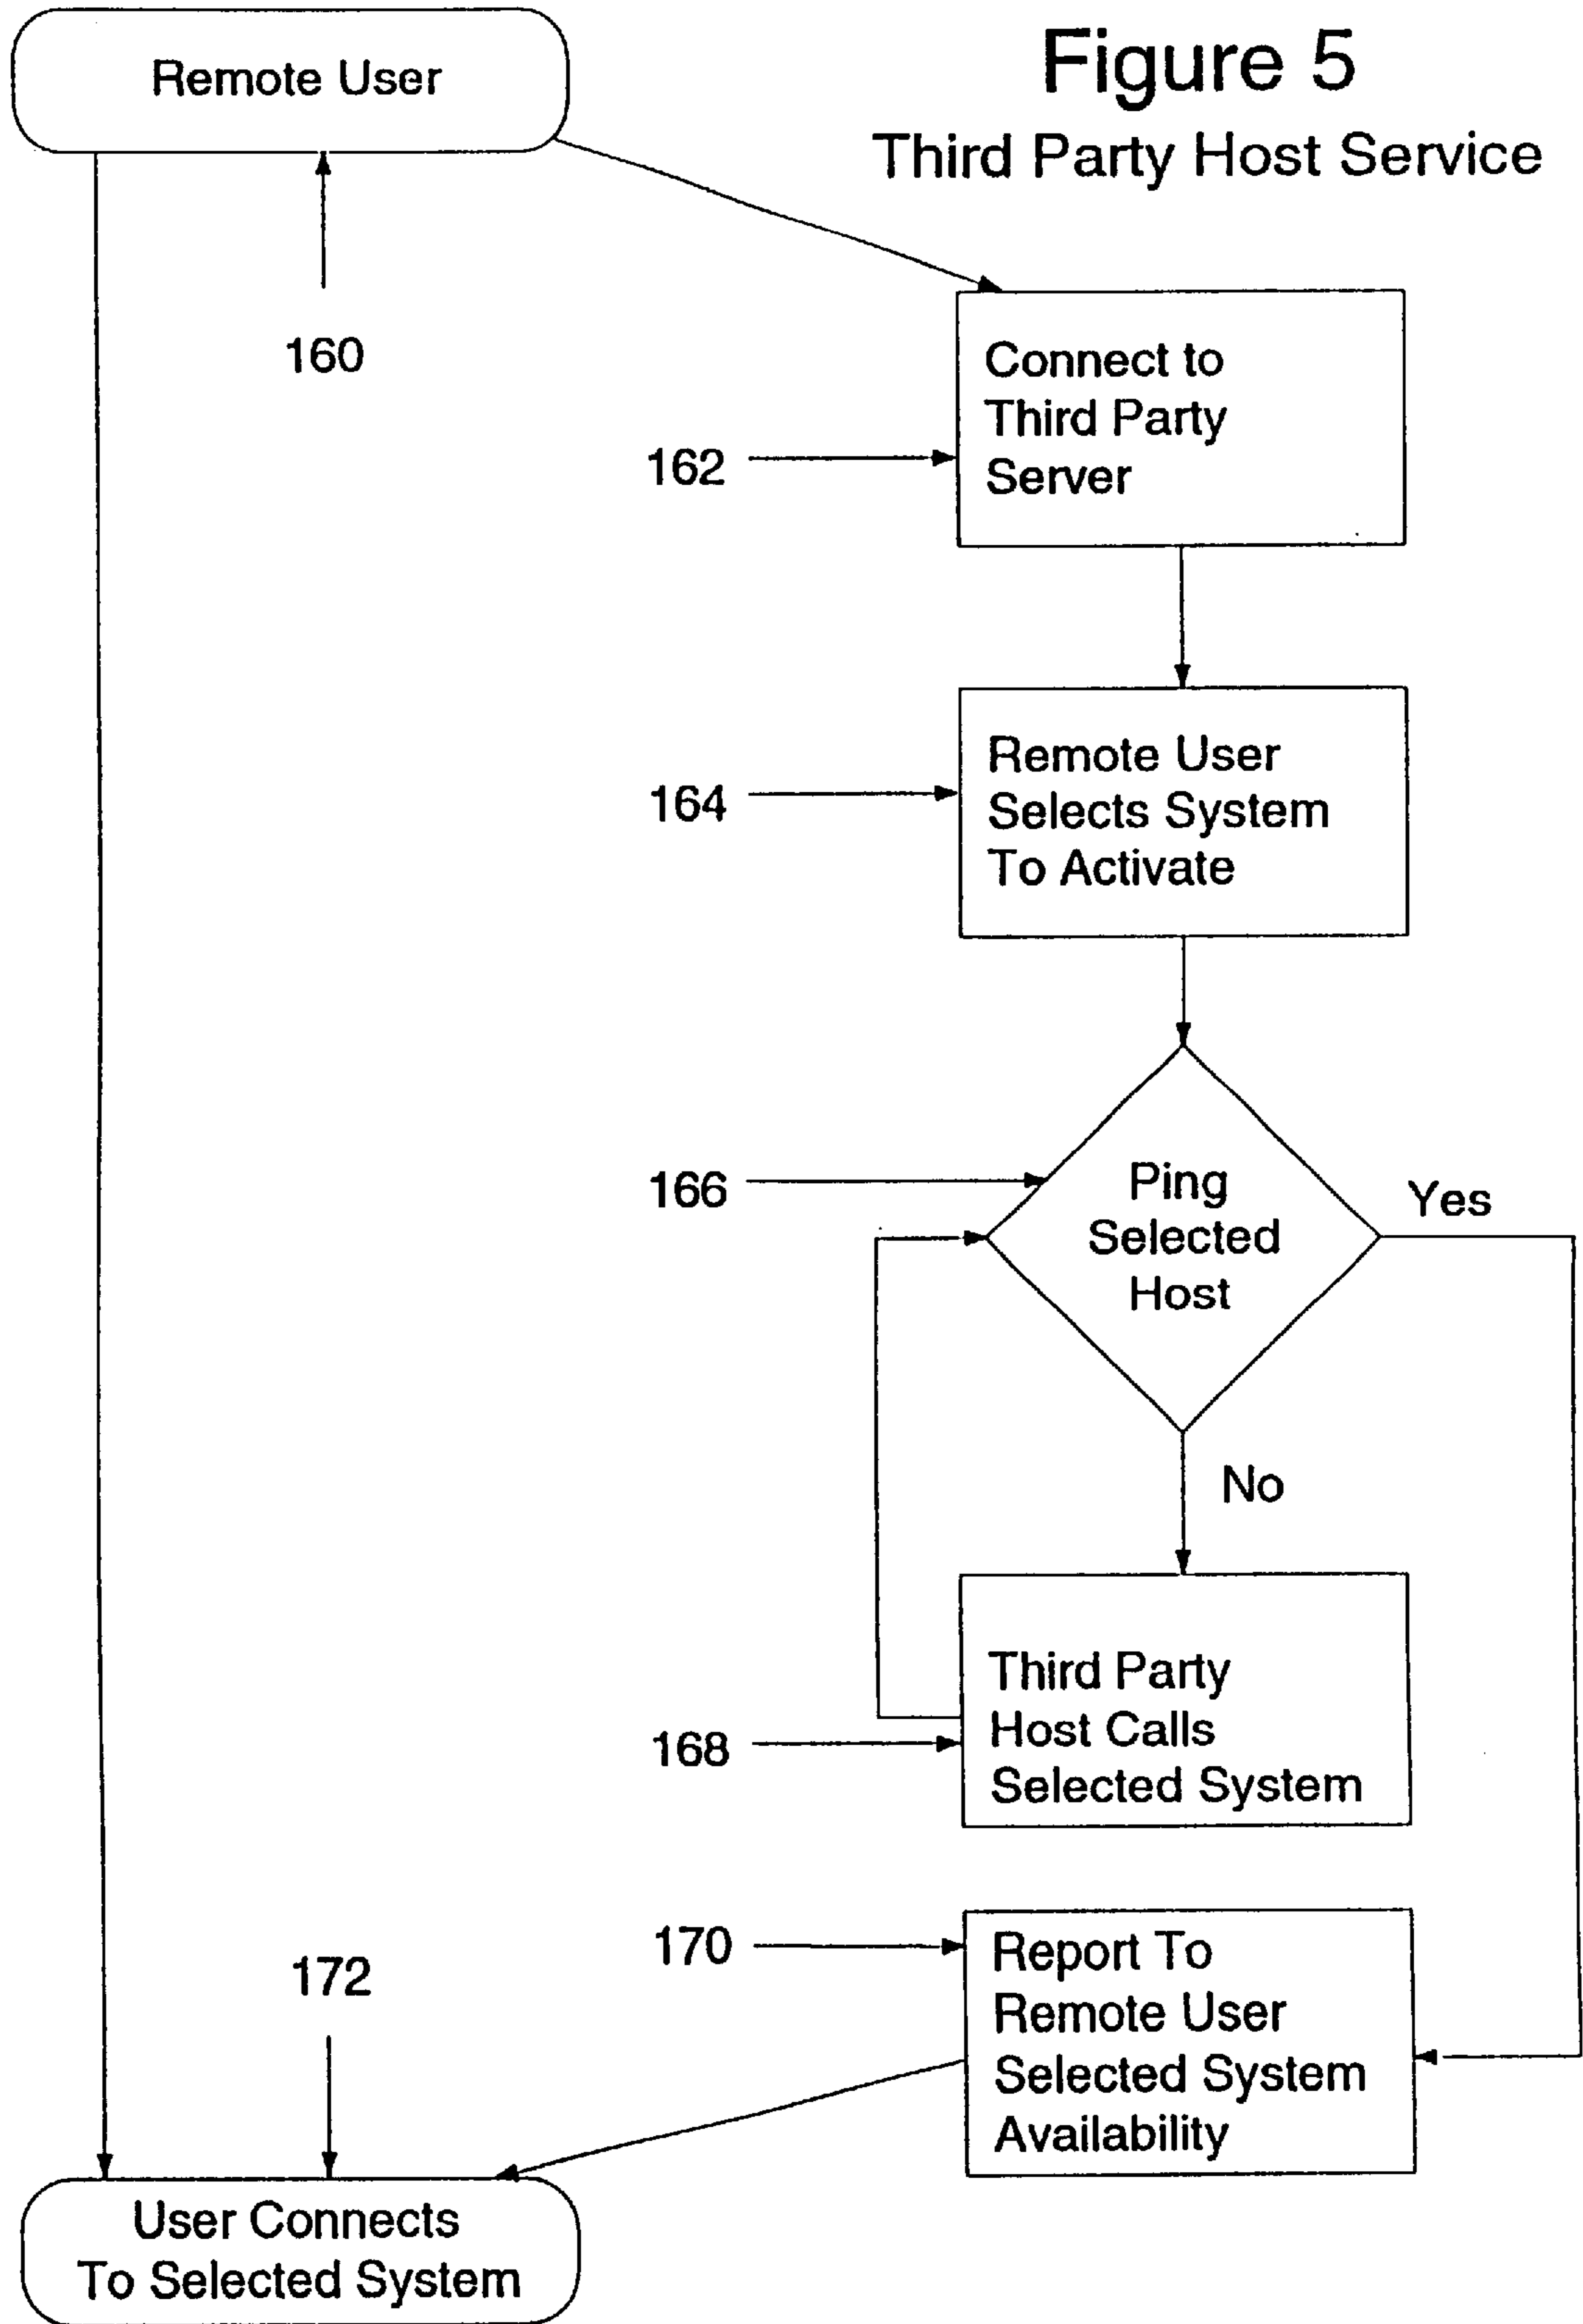 Figure 5
Third Party Host Service
Remote User
160
Connect to
Third Party
Server
162
Remote User
Selects System
To Activate
164
Ping
Selected
Host
166
Yes
No
Third Party
Host Calls
Selected System
168
170
Report To
Remote User
Selected System
Availability
172
User Connects
To Selected System